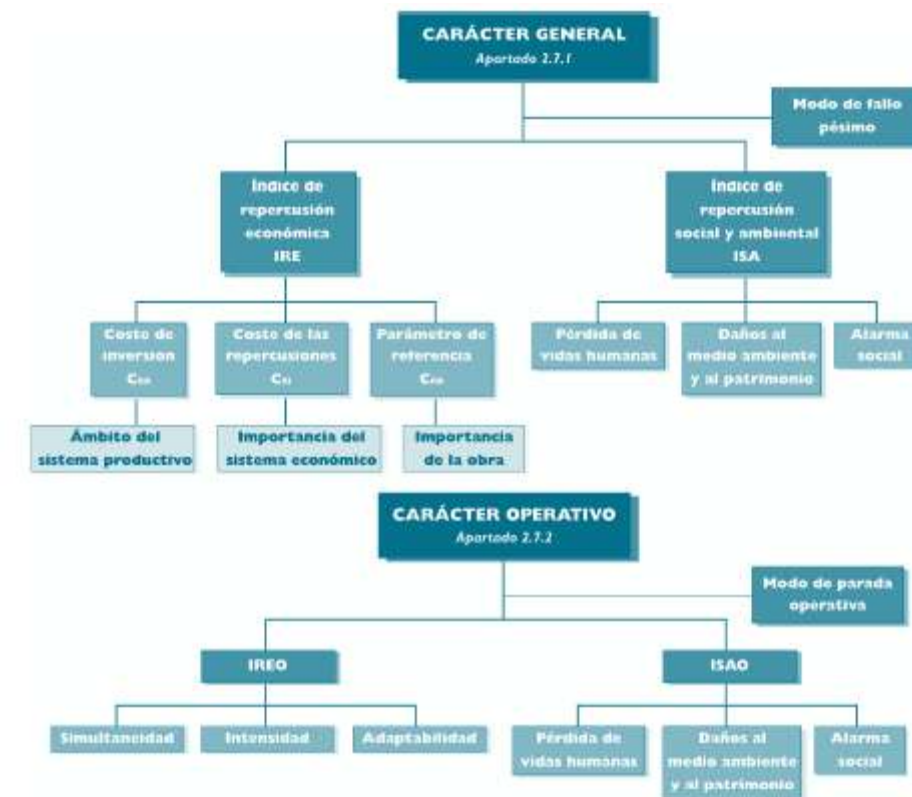 CARÁCTER GENERAL
Apartado 2.7.1
Modo de fallo
pésimo
Índice de
repercusión
económica
IRE
Índice de
repercusión
social y ambiental
ISA
Coste de
inversión
Coste de las
repercusiones
Parámetro de
referencia
Pérdida de
vidas humanas
Daños al
medio ambiente
y al patrimonio
Alarma
social
Ámbito del
sistema productivo
Importancia del
sistema económico
Importancia
de la obra
CARÁCTER OPERATIVO
Apartado 2.7.2
Modo de parada
operativa
IREO
ISAO
Simultaneidad
Intensidad
Adaptabilidad
Pérdida de
vidas humanas
Daños al
medio ambiente
y al patrimonio
Alarma
social